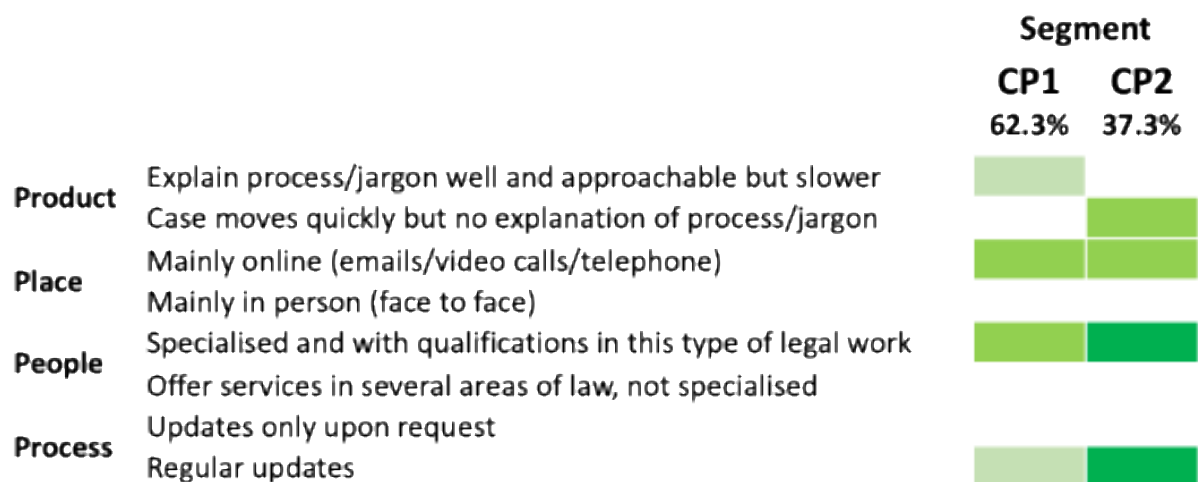 Segment
CP1 CP2
62.3% 37.3%
Product
Explain process/jargon well and approachable but slower
Case moves quickly but no explanation of process/jargon
Place
Mainly online (emails/video calls/telephone)
Mainly in person (face to face)
People
Specialised and with qualifications in this type of legal work
Offer services in several areas of law, not specialised
Process
Updates only upon request
Regular updates